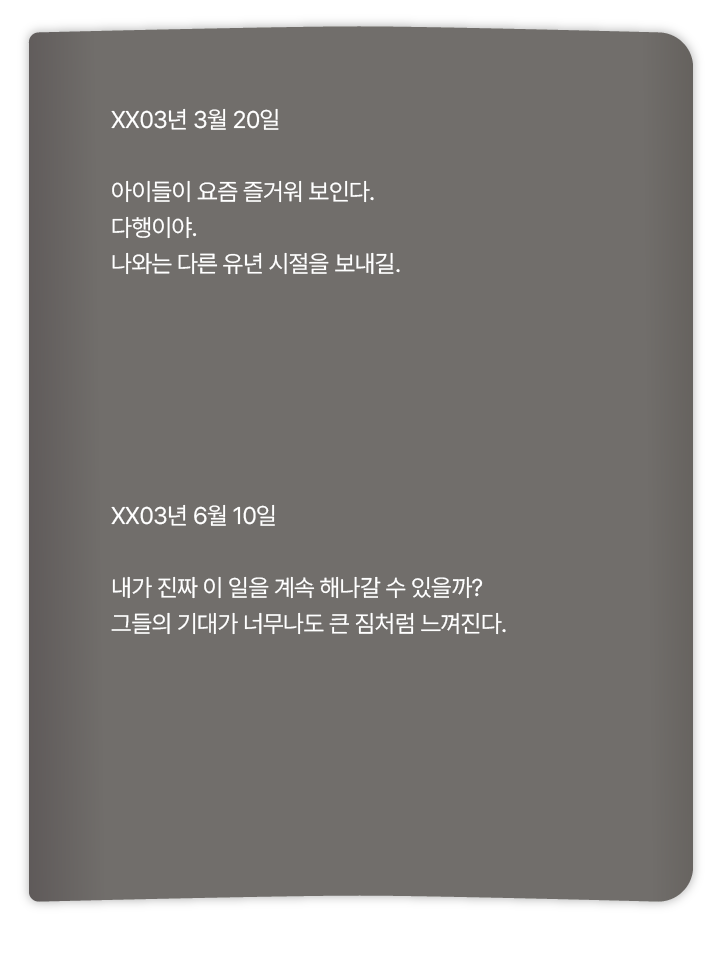 XX03년 3월 20일
아이들이 요즘 즐거워 보인다.
다행이야.
나와는 다른 유년 시절을 보내길.
XX03년 6월 10일
내가 진짜 이 일을 계속 해나갈 수 있을까?
그들의 기대가 너무나도 큰 짐처럼 느껴진다.